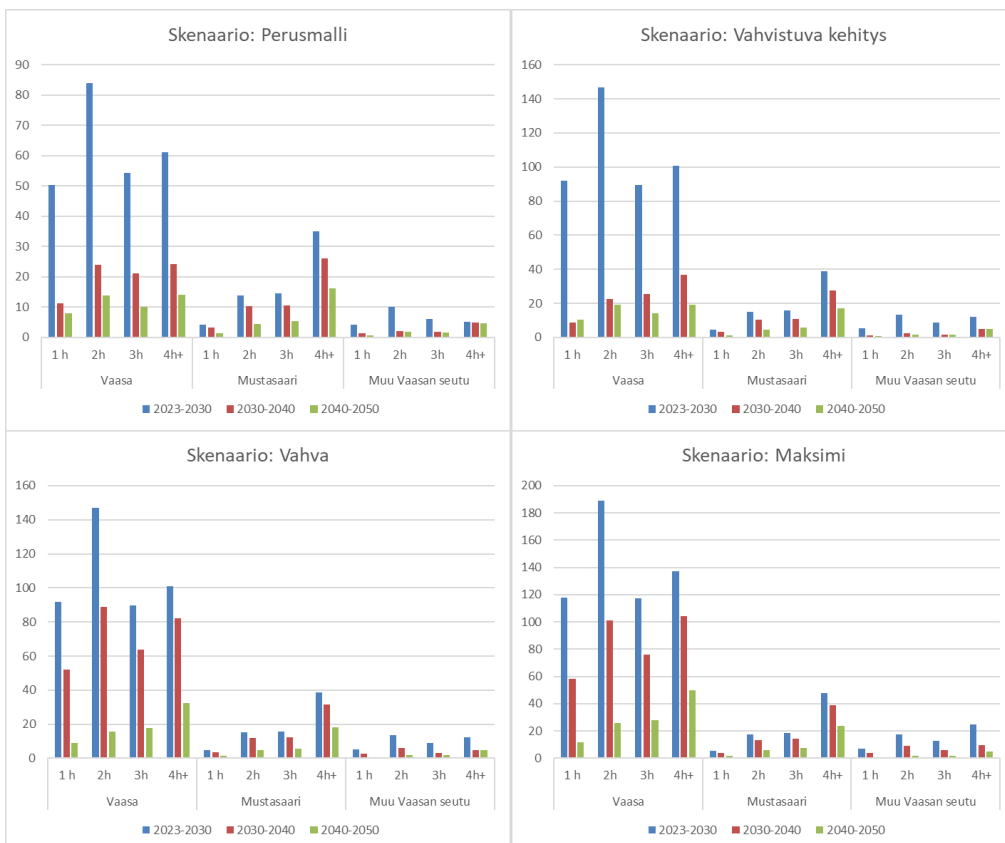 Skenaario: Perusmalli
90
80
70
60
50
40
30
20
10
0
1 h 2h 3h 4h+ 1 h 2h 3h 4h+ 1 h 2h 3h 4h+
Vaasa Mustasaari Muu Vaasan seutu
2023-2030 2030-2040 2040-2050
Skenaario: Vahvistuva kehitys
160
140
120
100
80
60
40
20
0
1 h 2h 3h 4h+ 1 h 2h 3h 4h+ 1 h 2h 3h 4h+
Vaasa Mustasaari Muu Vaasan seutu
2023-2030 2030-2040 2040-2050
Skenaario: Vahva
160
140
120
100
80
60
40
20
0
1 h 2h 3h 4h+ 1 h 2h 3h 4h+ 1 h 2h 3h 4h+
Vaasa Mustasaari Muu Vaasan seutu
2023-2030 2030-2040 2040-2050
Skenaario: Maksimi
200
180
160
140
120
100
80
60
40
20
0
1 h 2h 3h 4h+ 1 h 2h 3h 4h+ 1 h 2h 3h 4h+
Vaasa Mustasaari Muu Vaasan seutu
2023-2030 2030-2040 2040-2050